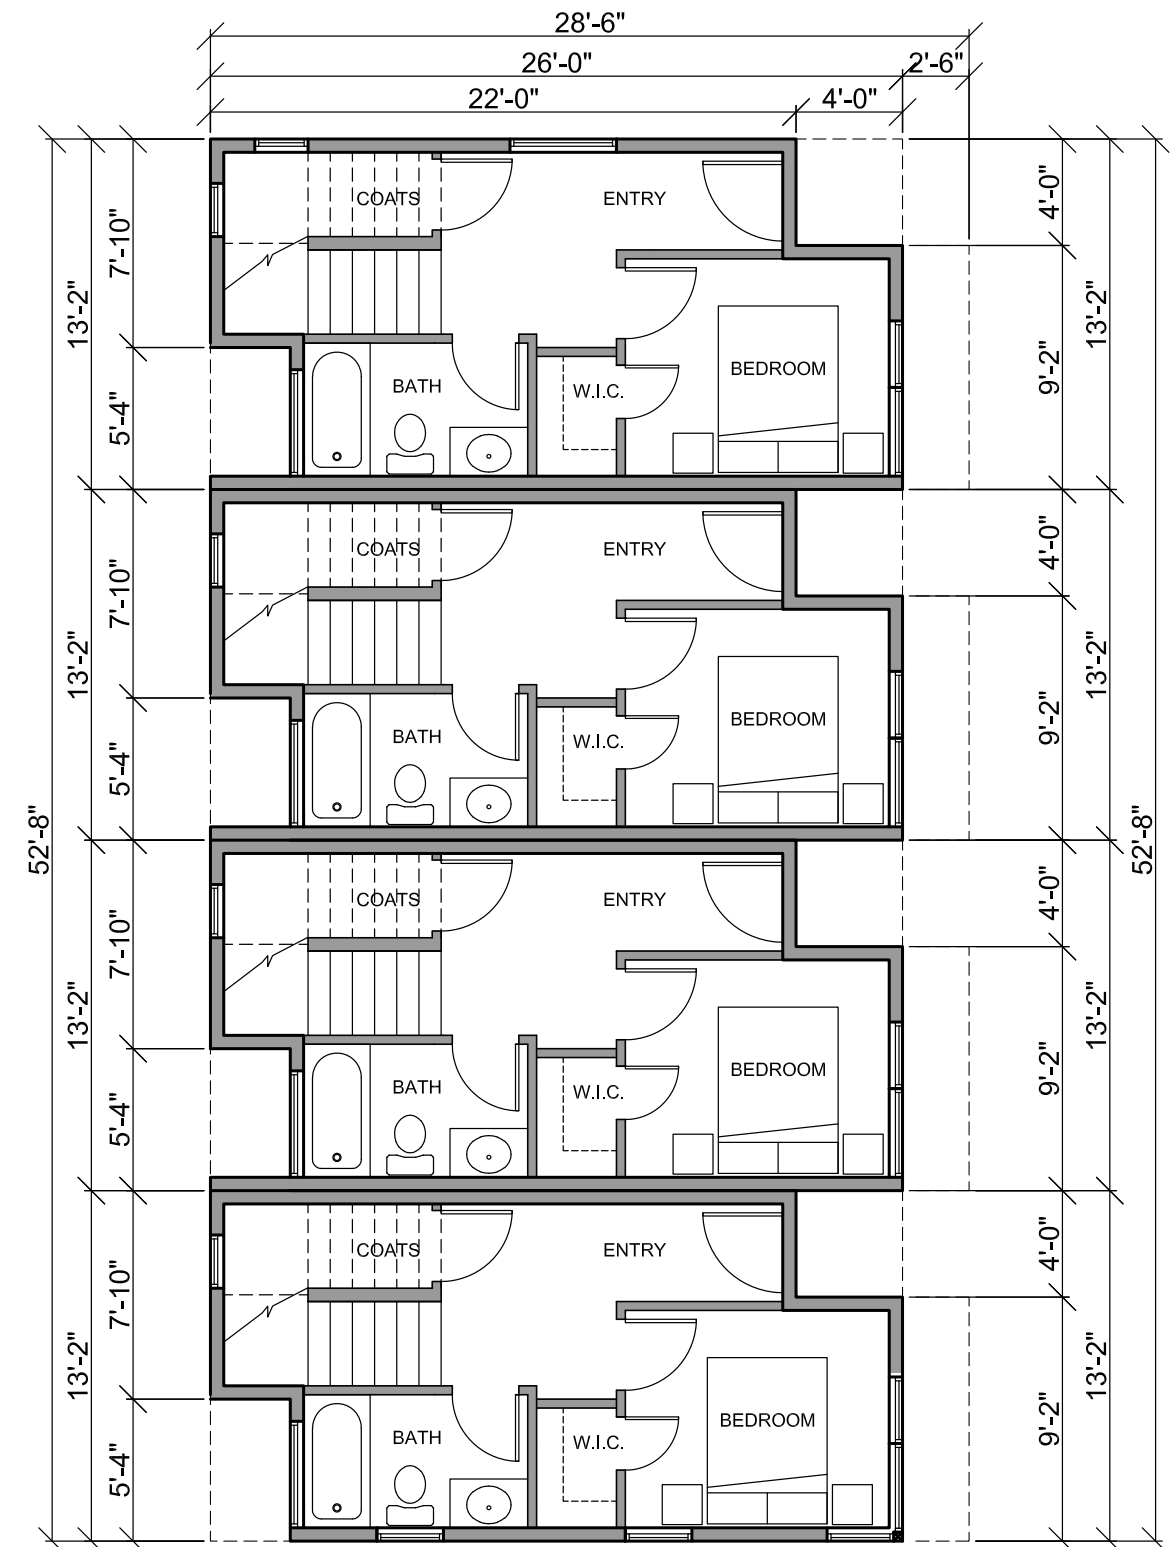 28'-6"
26'-0"
2'-6"
22'-0"
4'-0"
52'-8"
13'-2"
7'-10"
5'-4"
COATS
ENTRY
BATH
W.I.C.
BEDROOM
4'-0"
9'-2"
13'-2"
13'-2"
7'-10"
5'-4"
COATS
ENTRY
BATH
W.I.C.
BEDROOM
4'-0"
9'-2"
13'-2"
52'-8"
13'-2"
7'-10"
5'-4"
COATS
ENTRY
BATH
W.I.C.
BEDROOM
4'-0"
9'-2"
13'-2"
13'-2"
7'-10"
5'-4"
COATS
ENTRY
BATH
W.I.C.
BEDROOM
4'-0"
9'-2"
13'-2"